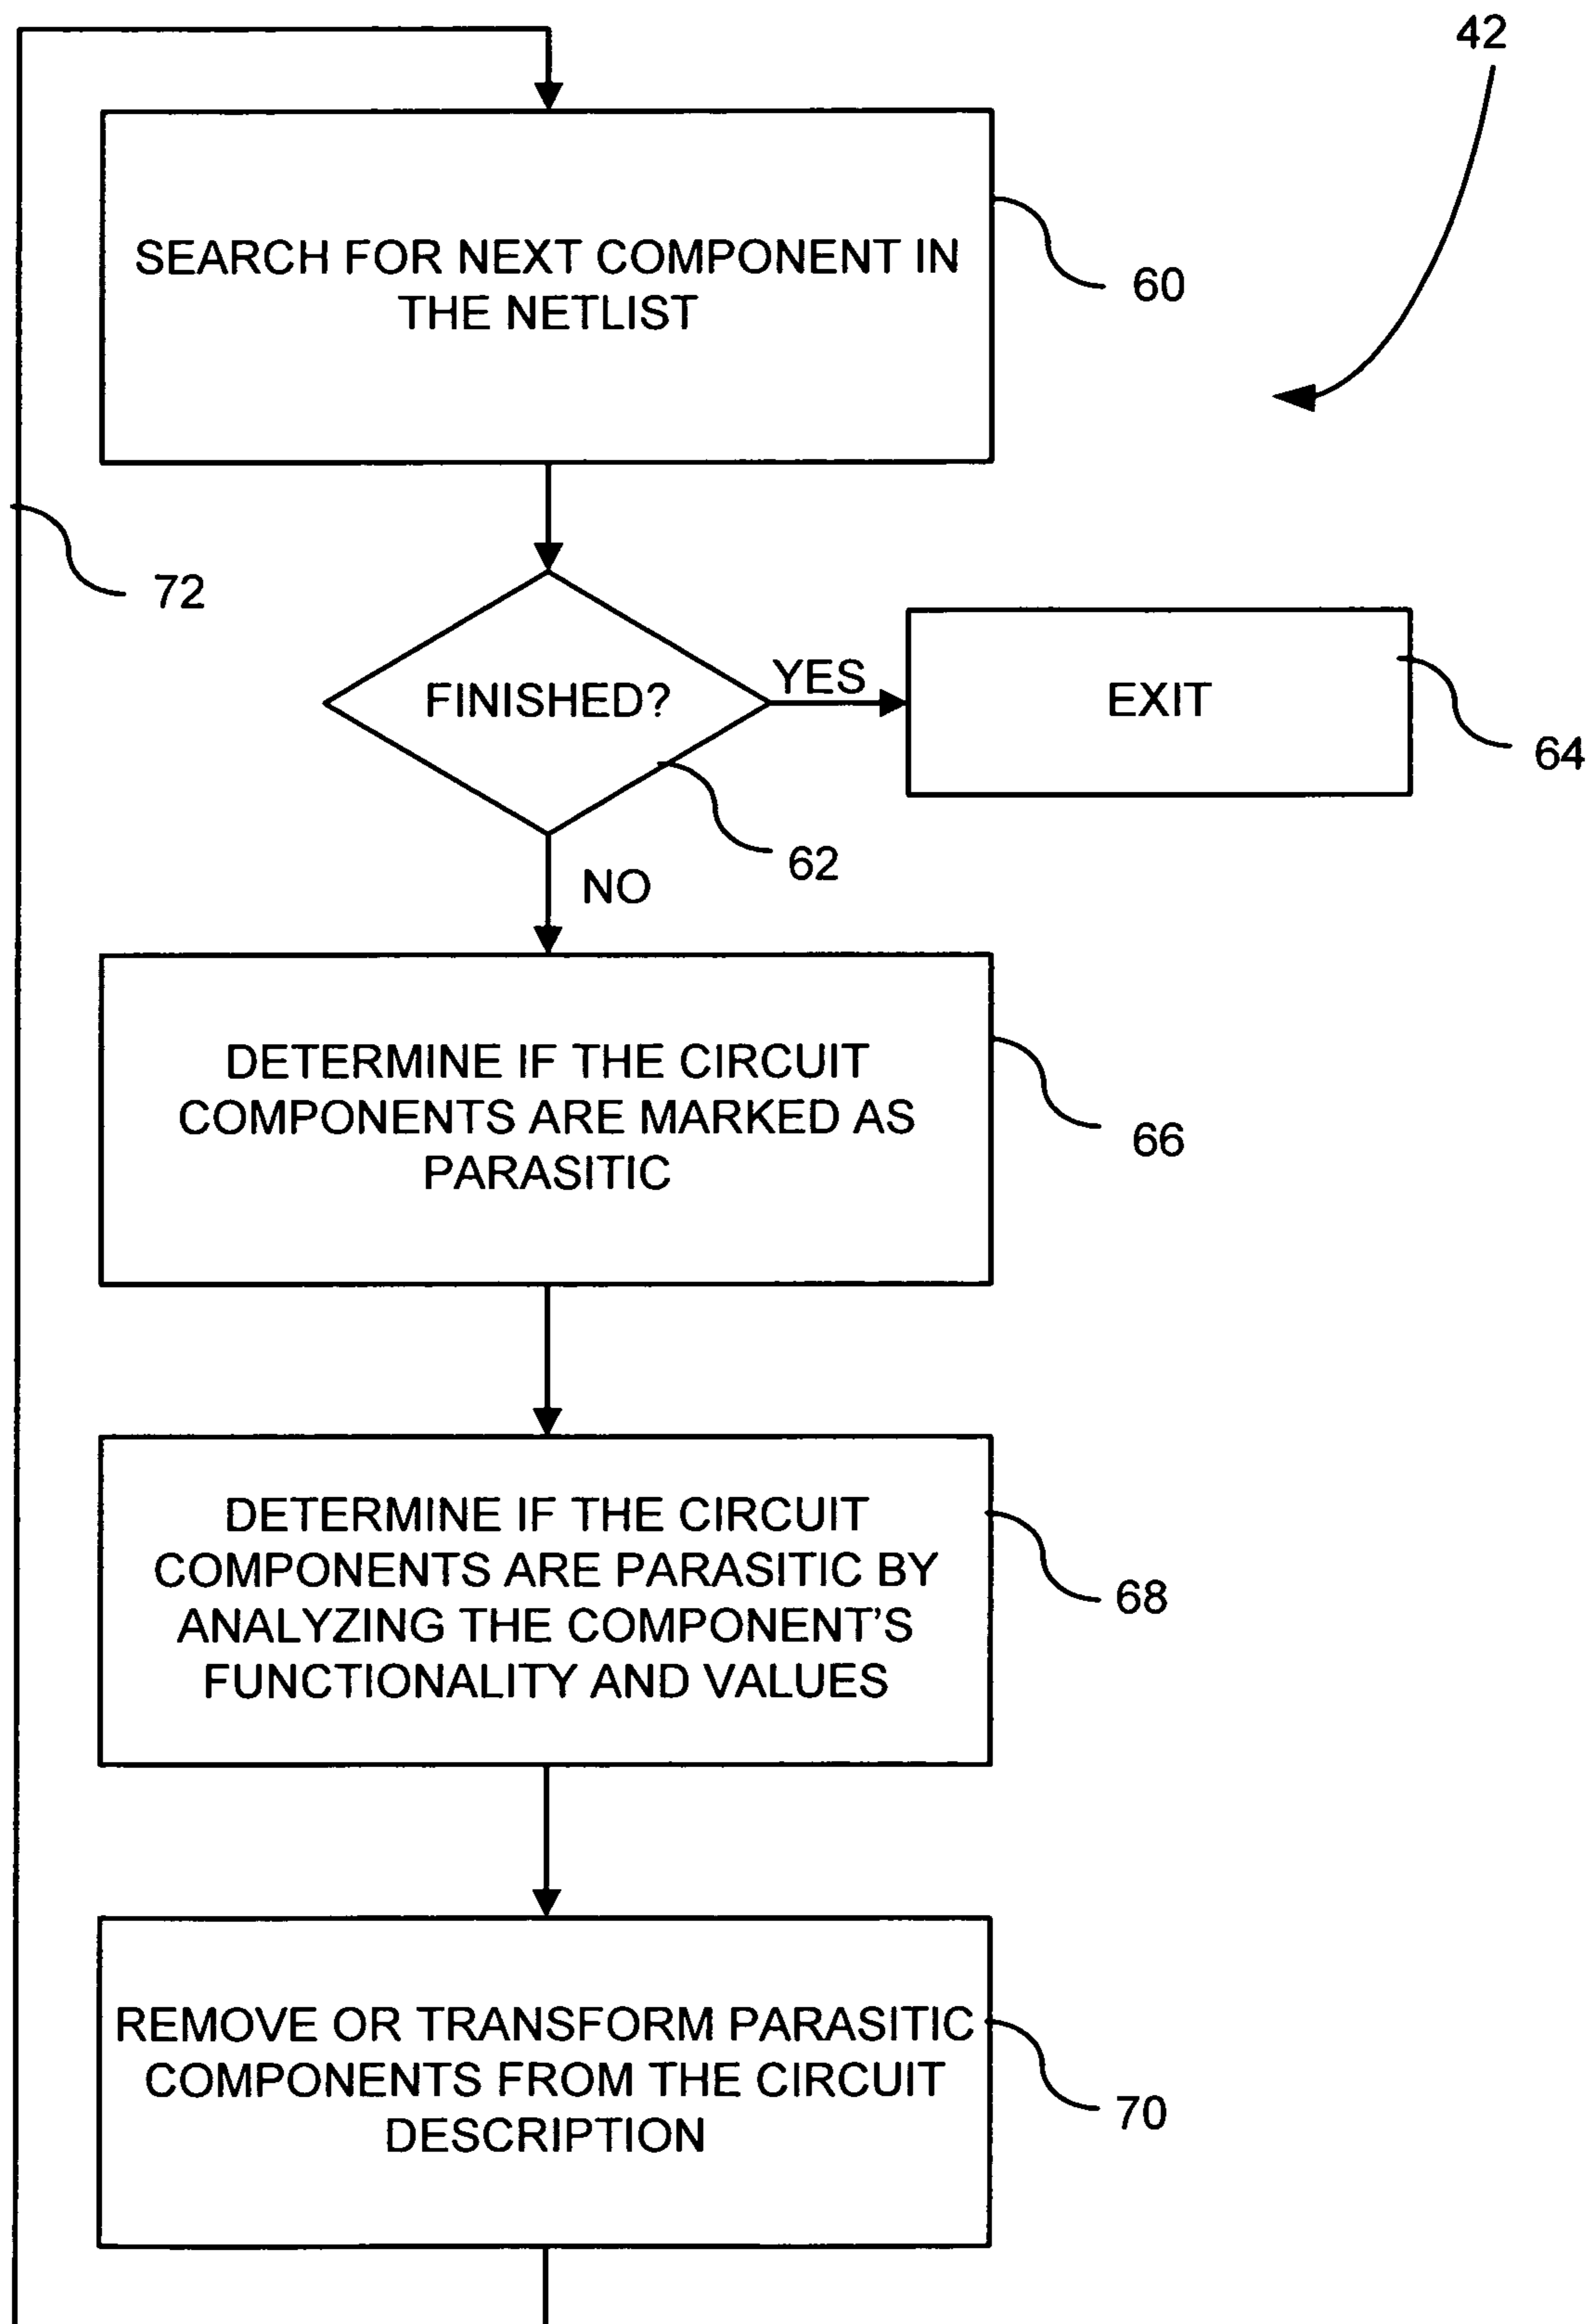 42
SEARCH FOR NEXT COMPONENT IN
THE NETLIST
60
72
FINISHED?
YES
EXIT
64
62
NO
DETERMINE IF THE CIRCUIT
COMPONENTS ARE MARKED AS
PARASITIC
66
DETERMINE IF THE CIRCUIT
COMPONENTS ARE PARASITIC BY
ANALYZING THE COMPONENT'S
FUNCTIONALITY AND VALUES
68
REMOVE OR TRANSFORM PARASITIC
COMPONENTS FROM THE CIRCUIT
DESCRIPTION
70